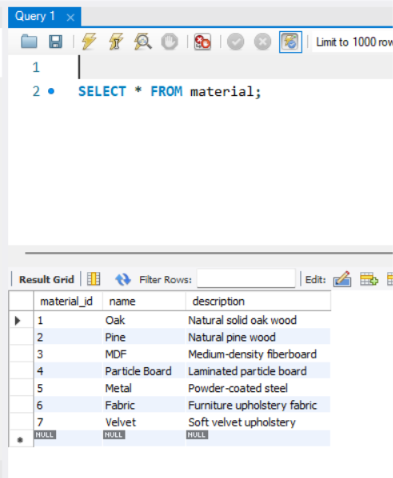 Query 1
Limit to 1000 row
1
2 SELECT * FROM material;
Result Grid Filter Rows: Edit:
material_id name description
1 Oak Natural solid oak wood
2 Pine Natural pine wood
3 MDF Medium-density fiberboard
4 Particle Board Laminated particle board
5 Metal Powder-coated steel
6 Fabric Furniture upholstery fabric
7 Velvet Soft velvet upholstery
NULL NULL NULL